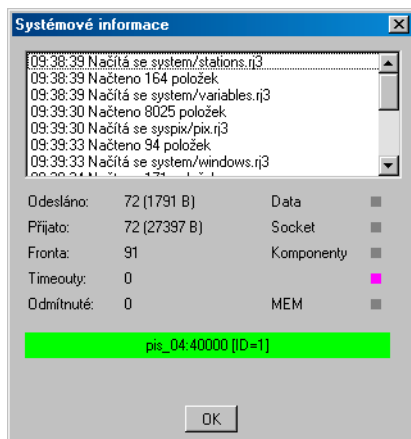 Systémové informace
09:38:39 Načítá se system/stations.rj3
09:38:39 Načteno 164 položek
09:38:39 Načítá se system/variables.rj3
09:39:30 Načteno 8025 položek
09:39:30 Načítá se syspix/pix.rj3
09:39:33 Načteno 94 položek
09:39:33 Načítá se system/windows.rj3
Odesláno: 72 (1791 B) Data
Přijato: 72 (27397 B) Socket
Fronta: 91 Komponenty
Timeouty: 0
Odmítnuté: 0 MEM
pis_04:40000 [ID=1]
OK